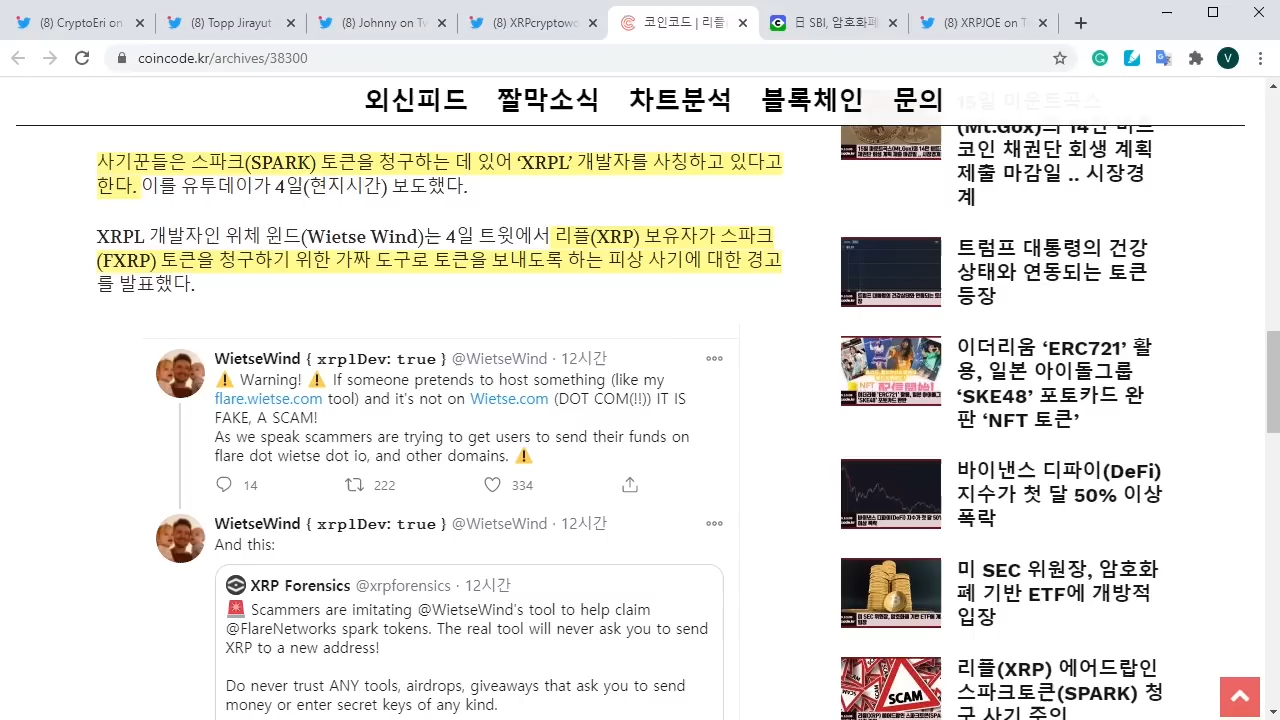 (8) CryptEri o
(8) Topp Jirayut
(8) Johnny on T
(8) XRPcryptowo
코인코드 | 리플(
日 SBI, 암호화페
(8) XRPJOE on T
coincode.kr/archives/38300
V
외신피드 짤막소식 차트분석 블록체인 문의
사기꾼들은스파크(SPARK) 토큰을 청구하는 데 있어 ‘XRPL’ 개발자를 사칭하고 있다고
한다. 이를 유투데이가 4일(현지시간) 보도했다.
XRPL 개발자인 위체 윈드(Wietse Wind)는 4일 트윗에서 리플(XRP) 보유자가 스파크
(FXRP) 토큰을 청구하기 위한 가짜 도구로 토큰을 보내도록 하는 피상 사기에 대한 경고
를 발표했다.
WietseWind { xrplDev: true } @WietseWind · 12시간
⚠ Warning ⚠ If someone pretends to host something (like my
flare.wietse.com tool) and it's not on Wietse.com (DOT COM(!!)) IT IS
FAKE, A SCAM!
As we speak scammers are trying to get users to send their funds on
flare dot wietse dot io, and other domains. ⚠
14 222 334
WietseWind { xrplDev: true } @WietseWind · 12시간
And this:
XRP Forensics @xrpforensics · 12시간
🚨 Scammers are imitating @WietseWind's tool to help claim
@FlareNetworks spark tokens. The real tool will never ask you to send
XRP to a new address!
Do never trust ANY tools, airdrops, giveaways that ask you to send
money or enter secret keys of any kind.
15일 마운트곡스
(Mt.Gox)의 14만 비트
코인 채권단 회생 계획
제출 마감일 .. 시장경
계
트럼프 대통령의 건강
상태와 연동되는 토큰
등장
이더리움 ‘ERC721’ 활
용, 일본 아이돌그룹
‘SKE48’ 포토카드 완
판 ‘NFT 토큰’
바이낸스 디파이(DeFi)
지수가 첫 달 50% 이상
폭락
미 SEC 위원장, 암호화
폐 기반 ETF에 개방적
입장
SCAM
리플(XRP) 에어드랍인
스파크토큰(SPARK) 청
구 사기 주의